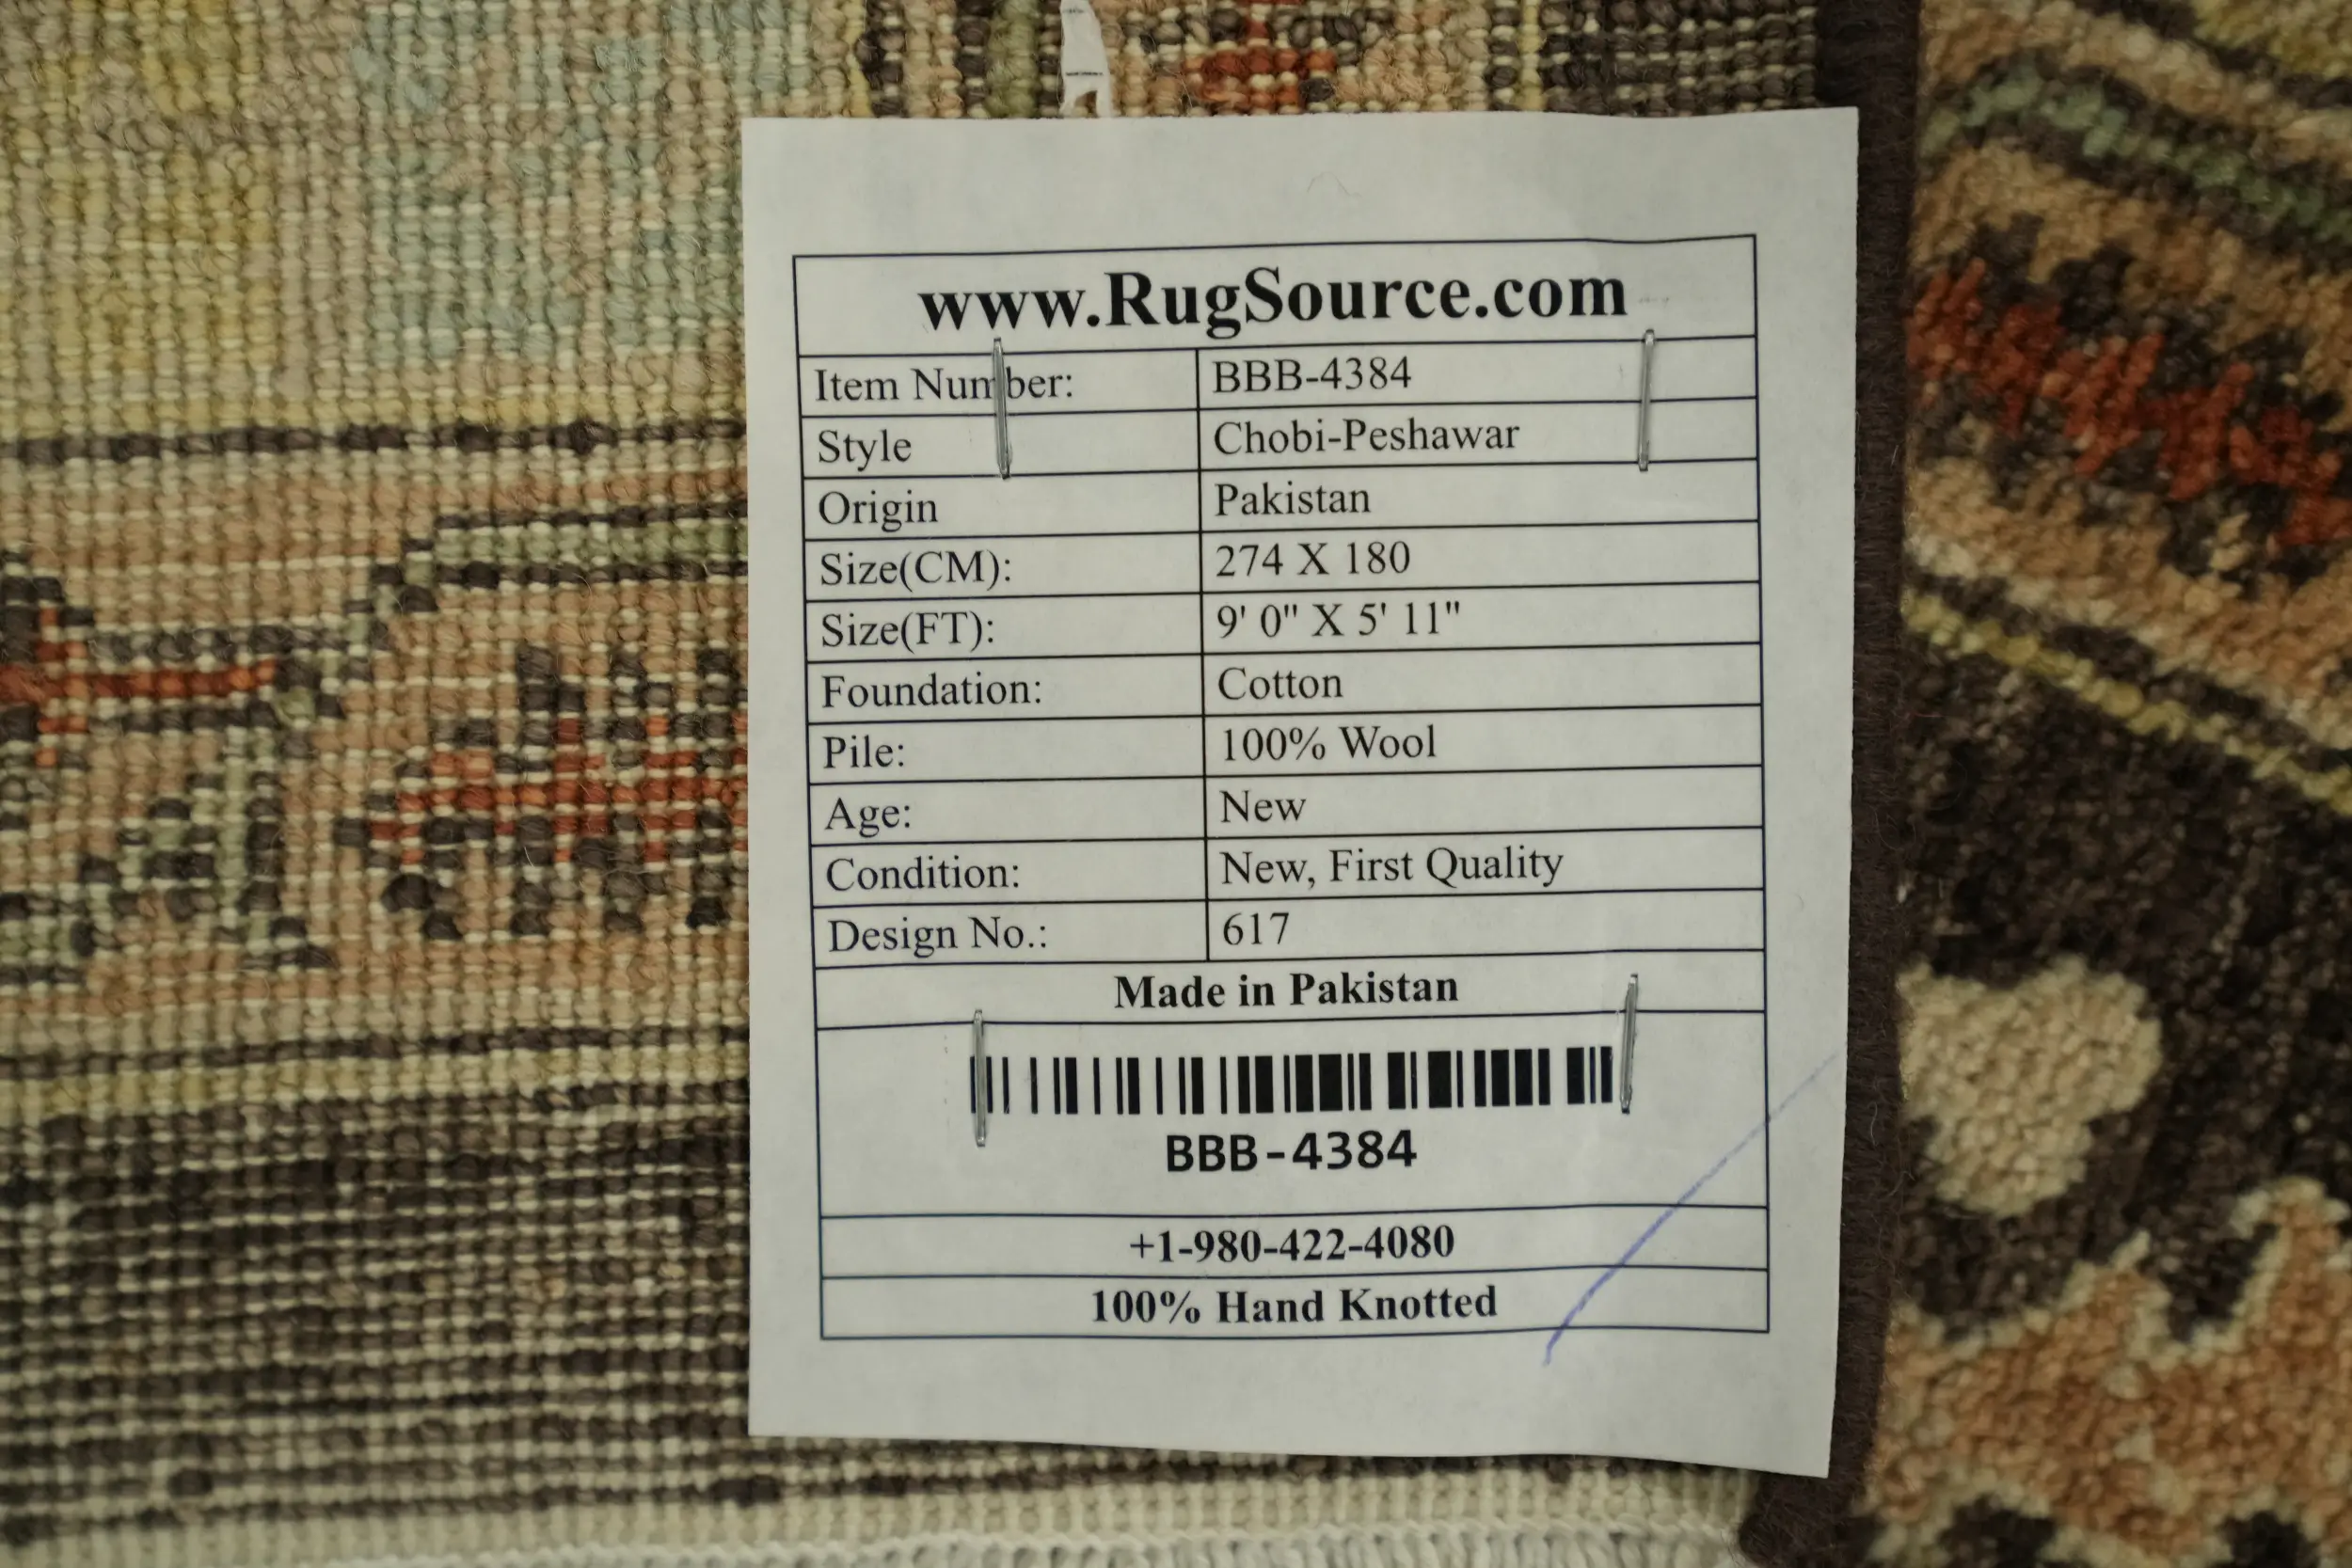 www.RugSource.com
Item Number: BBB-4384
Style Chobi-Peshawar
Origin Pakistan
Size(CM): 274 X 180
Size(FT): 9' 0" X 5' 11"
Foundation: Cotton
Pile: 100% Wool
Age: New
Condition: New, First Quality
Design No.: 617
Made in Pakistan
BBB-4384
+1-980-422-4080
100% Hand Knotted